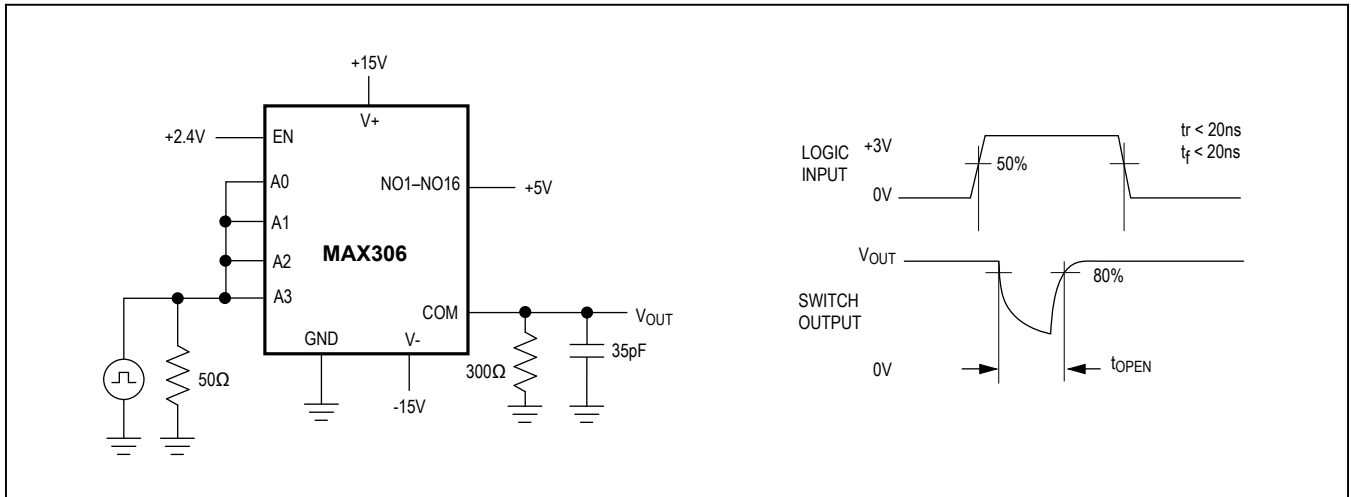 +15V
V+
+2.4V
EN
A0
NO1–NO16
+5V
A1
MAX306
A2
A3
COM
VOUT
GND
V-
50Ω
300Ω
35pF
-15V
LOGIC
INPUT
+3V
50%
0V
tr < 20ns
tf < 20ns
VOUT
80%
SWITCH
OUTPUT
0V
tOPEN